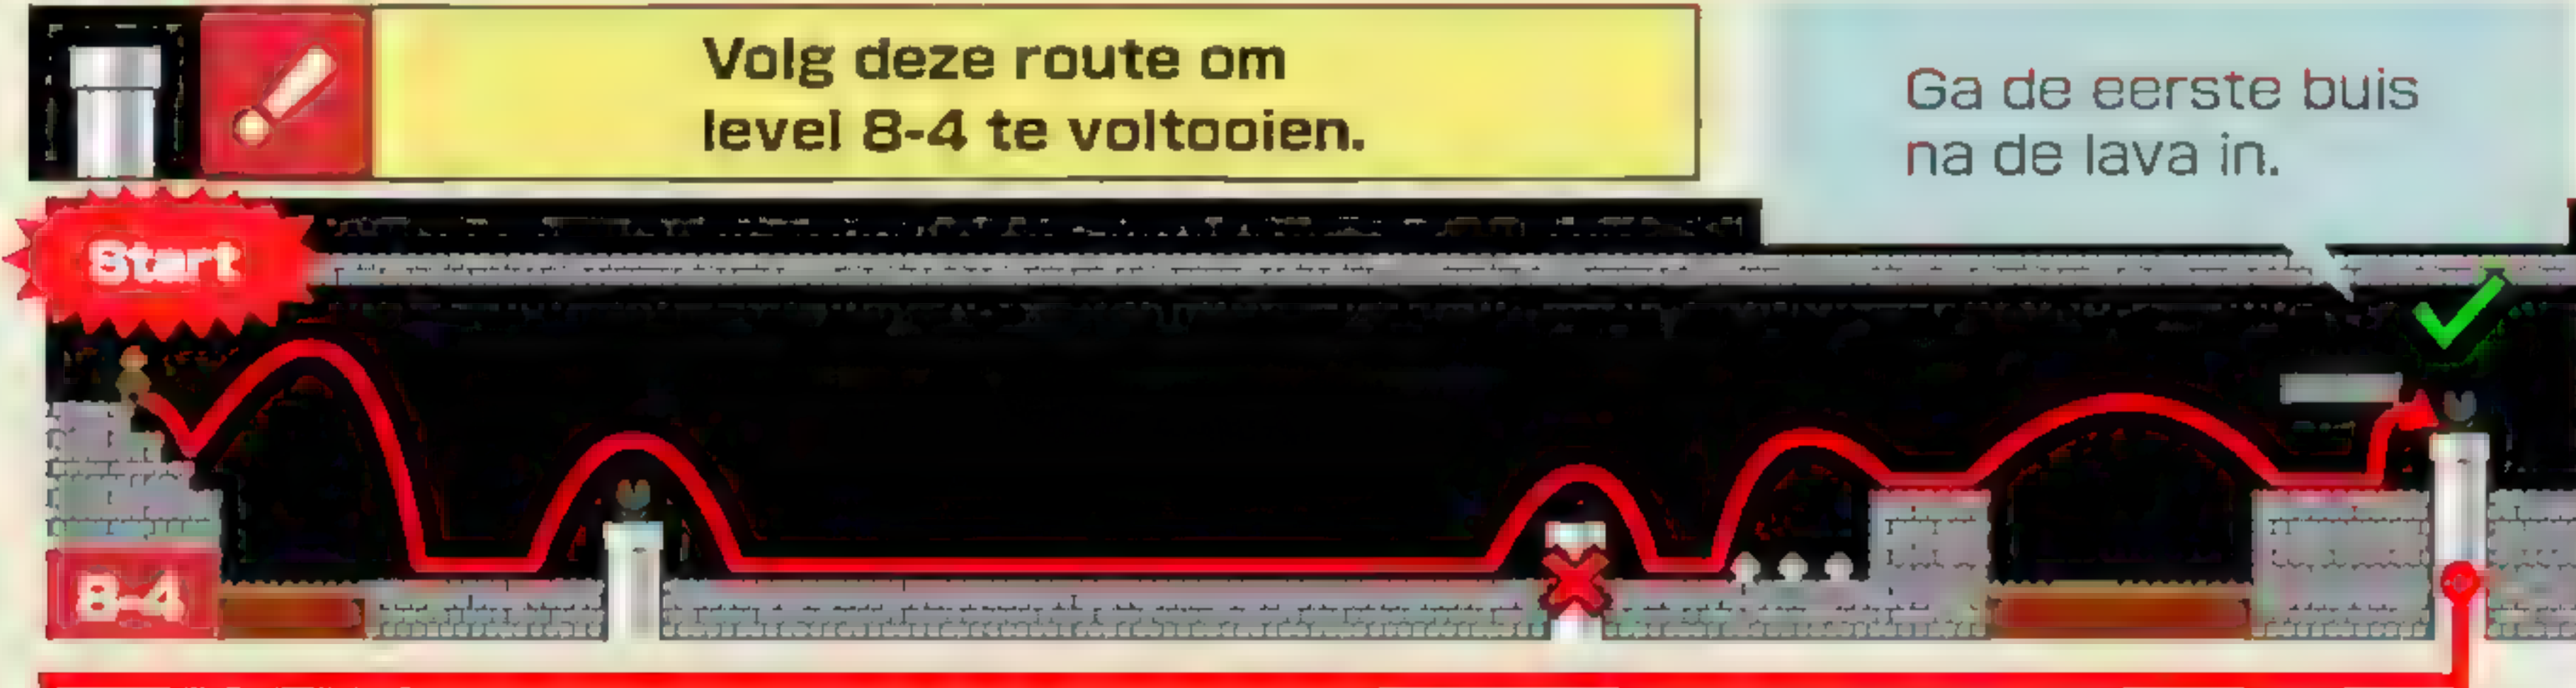 Volg deze route om
level 8-4 te voltooien.
Ga de eerste buis
na de lava in.
Start
8-4